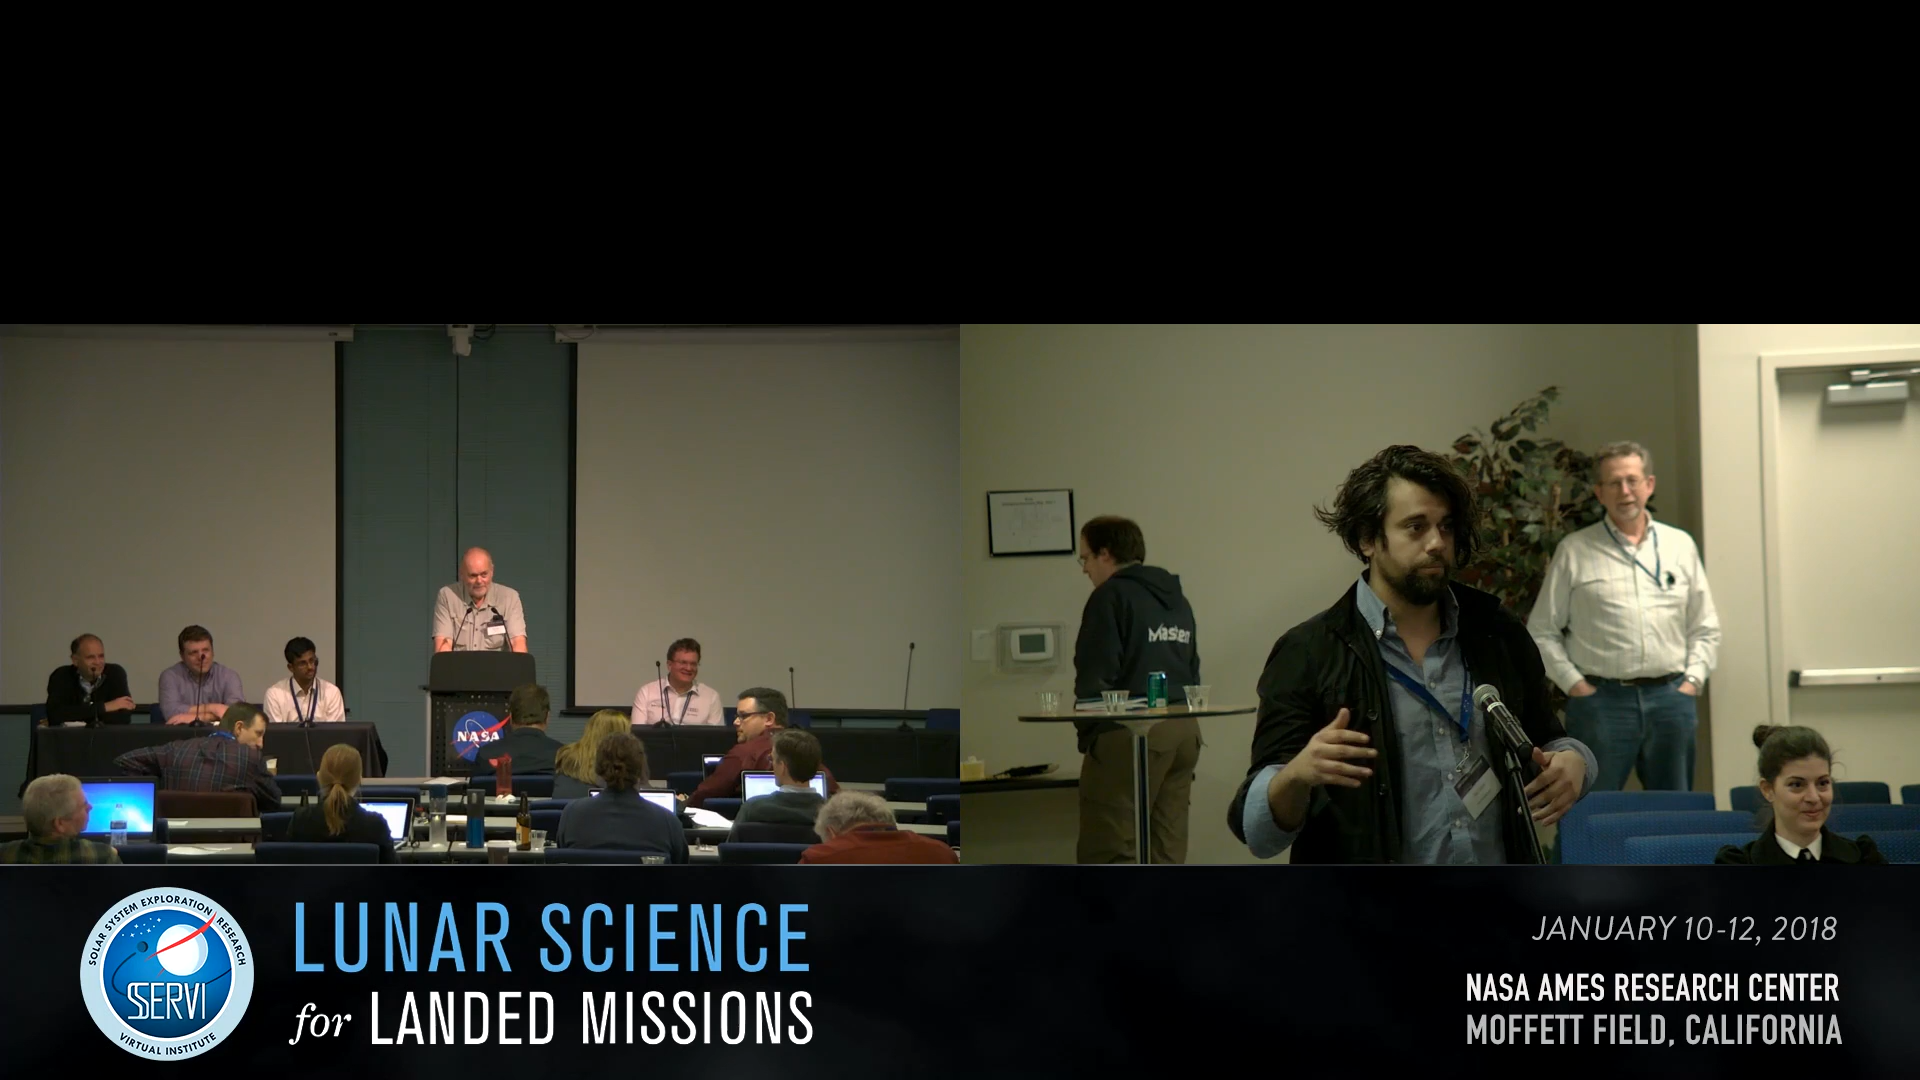 NASA
Masten
SOLAR SYSTEM EXPLORATION RESEARCH
SSERVI
VIRTUAL INSTITUTE
LUNAR SCIENCE
for LANDED MISSIONS
JANUARY 10-12, 2018
NASA AMES RESEARCH CENTER
MOFFETT FIELD, CALIFORNIA